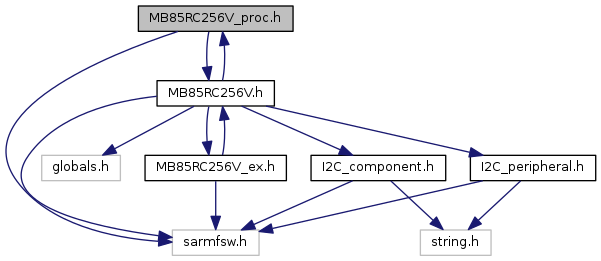 MB85RC256V_proc.h
MB85RC256V.h
globals.h
MB85RC256V_ex.h
I2C_component.h
I2C_peripheral.h
sarmfsw.h
string.h